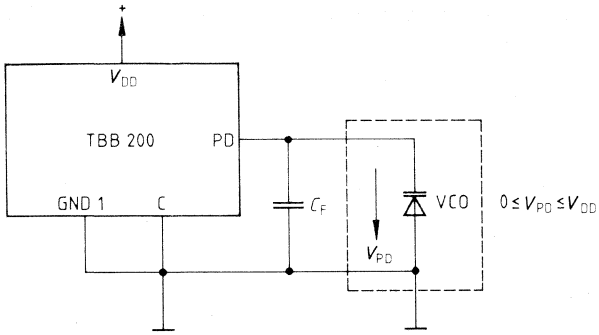 +
V_DD
TBB 200
PD
GND 1
C
C_F
V_PD
VCO
0 ≤ V_PD ≤ V_DD